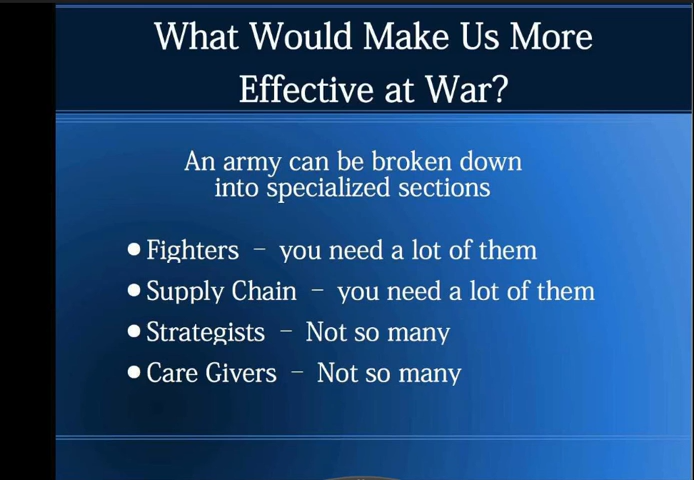 What Would Make Us More
Effective at War?
An army can be broken down
into specialized sections
● Fighters – you need a lot of them
● Supply Chain – you need a lot of them
● Strategists – Not so many
● Care Givers – Not so many